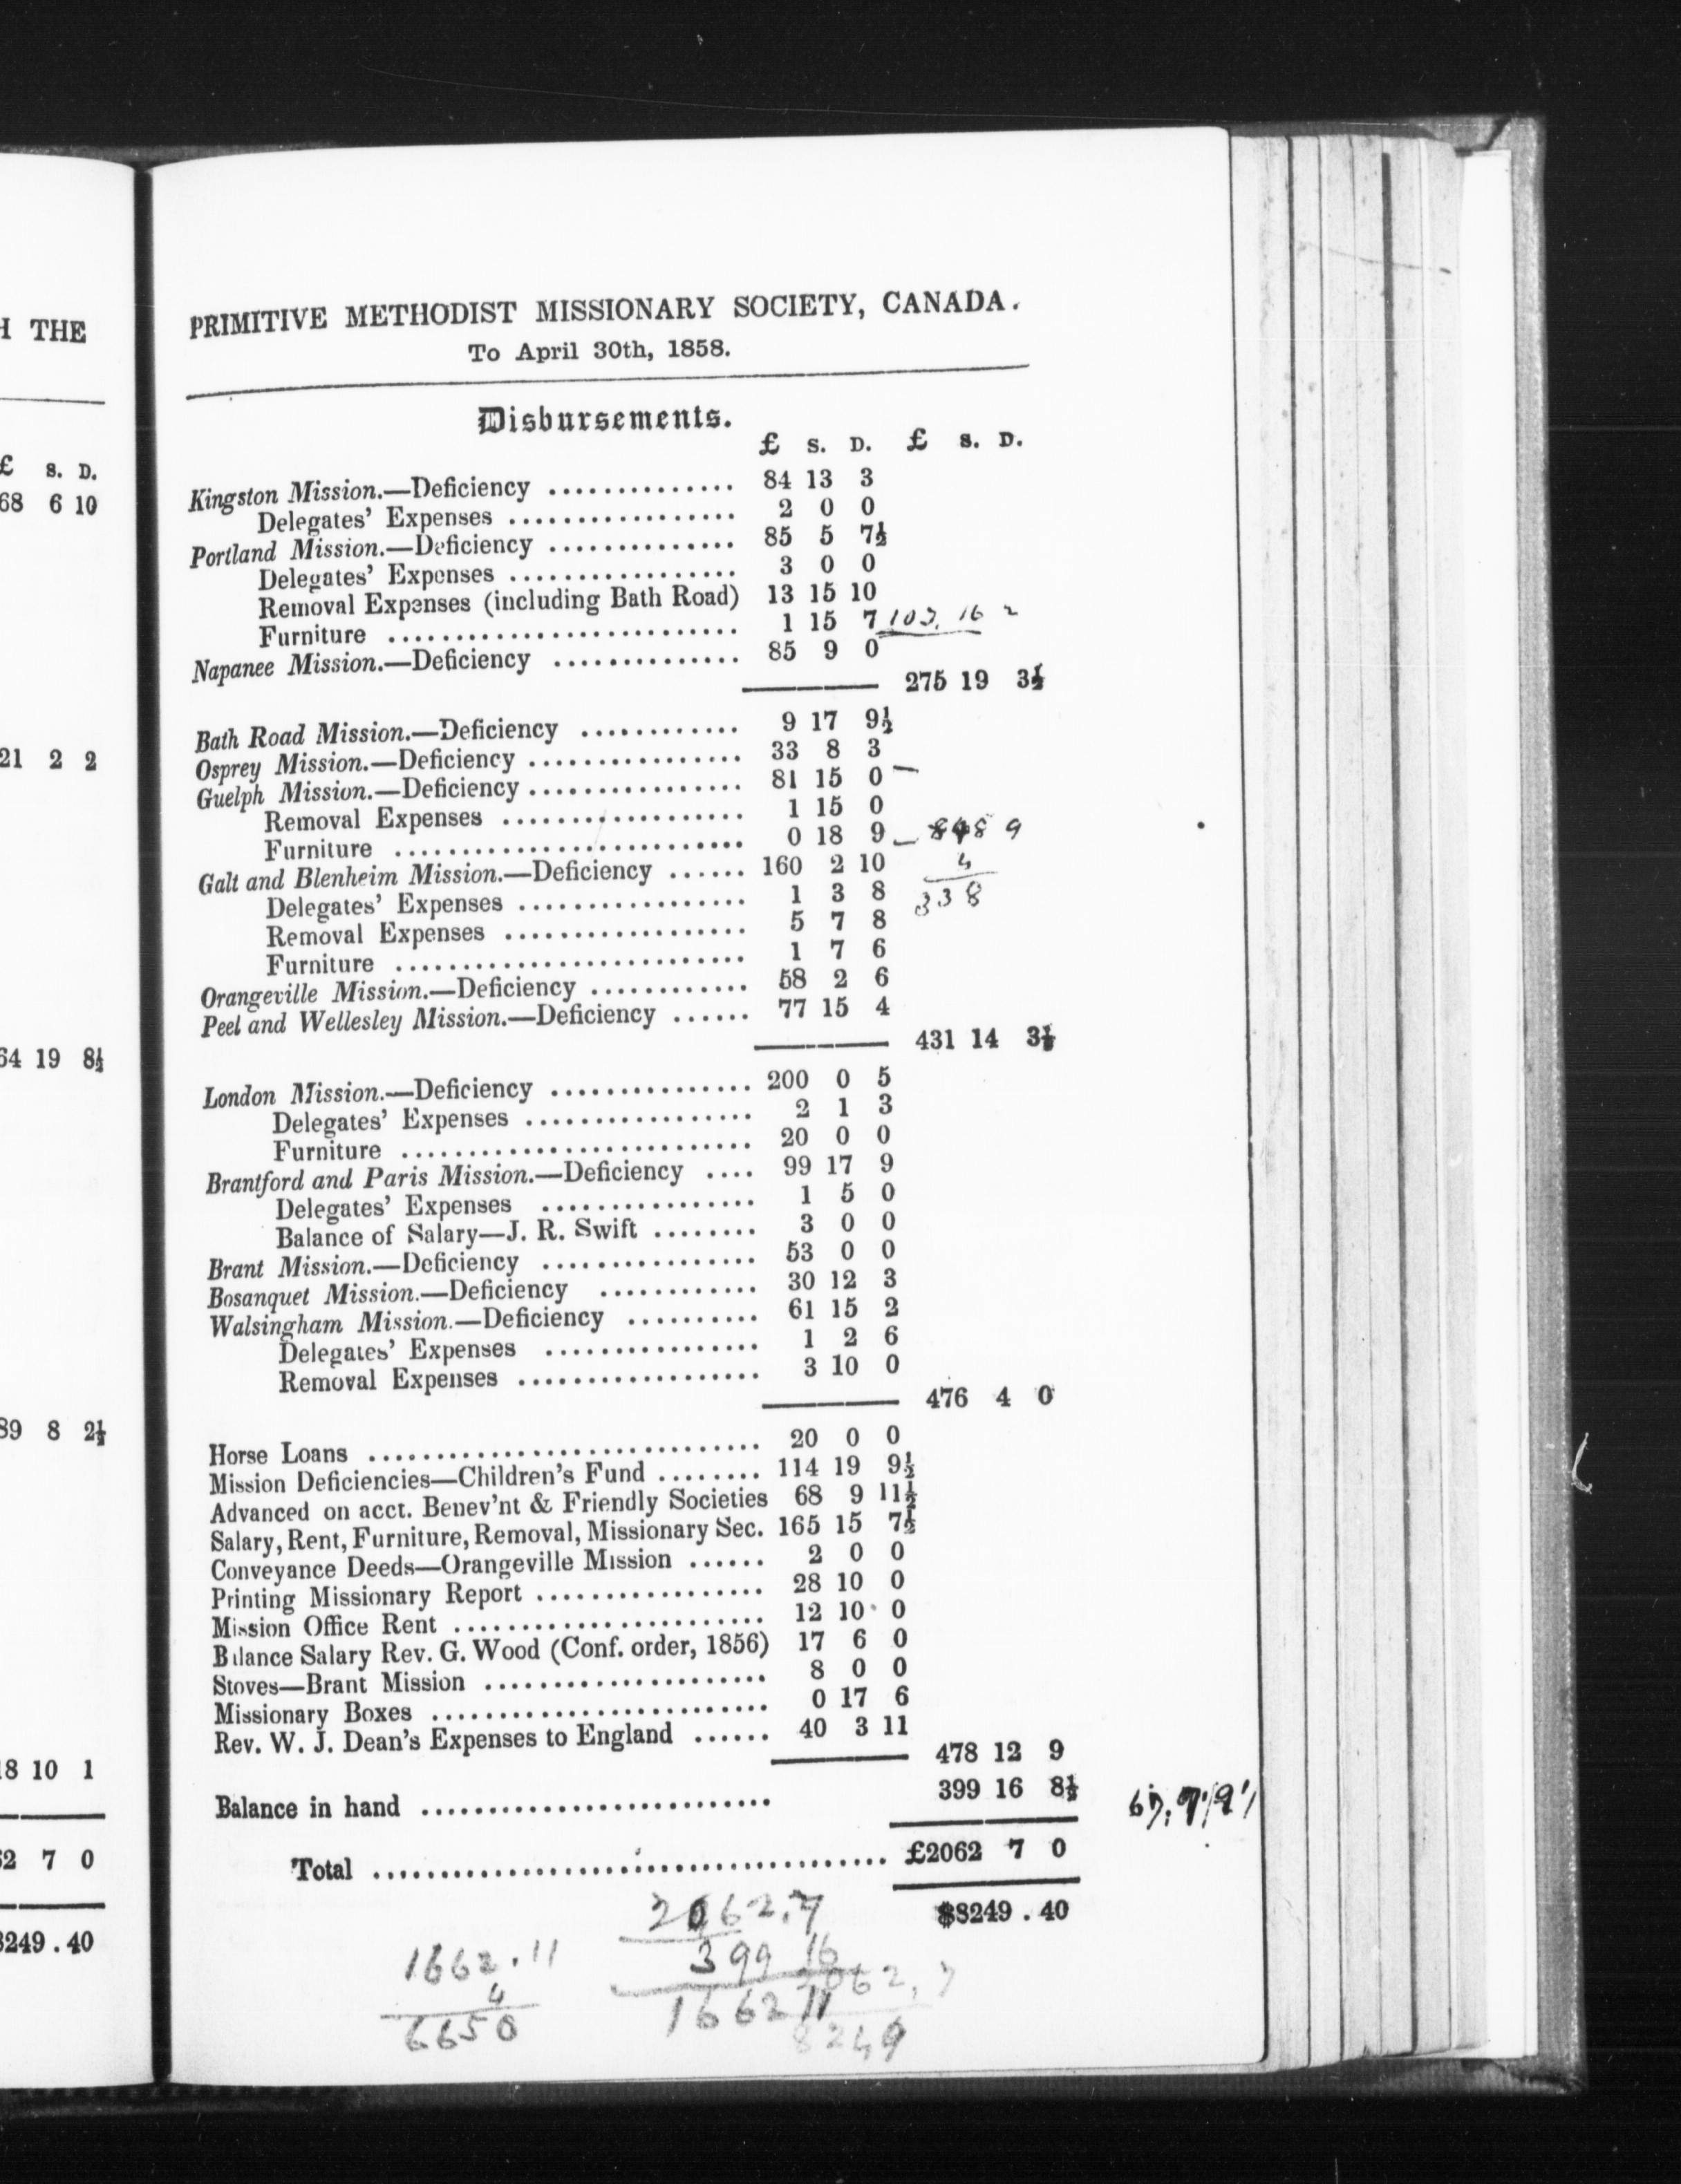 H THE
£ S. D.
68 6 10
21 2 2
64 19 8½
89 8 2½
18 10 1
62 7 0
8249.40
PRIMITIVE METHODIST MISSIONARY SOCIETY, CANADA.
To April 30th, 1858.
Disbursements.
£ S. D. £ S. D.
Kingston Mission.—Deficiency .............. 84 13 3
Delegates' Expenses .................. 2 0 0
Portland Mission.—Deficiency .............. 85 5 7½
Delegates' Expenses .................. 3 0 0
Removal Expenses (including Bath Road) 13 15 10
Furniture ........................... 1 15 7 103. 16 2
Napanee Mission.—Deficiency .............. 85 9 0
275 19 3½
Bath Road Mission.—Deficiency ............ 9 17 9½
Osprey Mission.—Deficiency ................ 33 8 3
Guelph Mission.—Deficiency ................ 81 15 0 —
Removal Expenses .................. 1 15 0
Furniture ........................... 0 18 9 — 848 9
Galt and Blenheim Mission.—Deficiency ...... 160 2 10 4
Delegates' Expenses .................. 1 3 8 338
Removal Expenses .................. 5 7 8
Furniture ........................... 1 7 6
Orangeville Mission.—Deficiency ............ 58 2 6
Peel and Wellesley Mission.—Deficiency ...... 77 15 4
431 14 3½
London Mission.—Deficiency ............... 200 0 5
Delegates' Expenses .................. 2 1 3
Furniture ........................... 20 0 0
Brantford and Paris Mission.—Deficiency .... 99 17 9
Delegates' Expenses ................ 1 5 0
Balance of Salary—J. R. Swift ........ 3 0 0
Brant Mission.—Deficiency ................ 53 0 0
Bosanquet Mission.—Deficiency ............ 30 12 3
Walsingham Mission.—Deficiency .......... 61 15 2
Delegates' Expenses ................ 1 2 6
Removal Expenses .................. 3 10 0
476 4 0
Horse Loans .............................. 20 0 0
Mission Deficiencies—Children's Fund ........ 114 19 9½
Advanced on acct. Benev'nt & Friendly Societies 68 9 11½
Salary, Rent, Furniture, Removal, Missionary Sec. 165 15 7½
Conveyance Deeds—Orangeville Mission ...... 2 0 0
Printing Missionary Report .................. 28 10 0
Mission Office Rent ........................ 12 10 0
Balance Salary Rev. G. Wood (Conf. order, 1856) 17 6 0
Stoves—Brant Mission ...................... 8 0 0
Missionary Boxes .......................... 0 17 6
Rev. W. J. Dean's Expenses to England ...... 40 3 11
478 12 9
Balance in hand .......................... 399 16 8½
Total ........................................ £2062 7 0
$8249.40
2062.7
399 16
1662 11
1662.11
4
6650
2062.7
8249